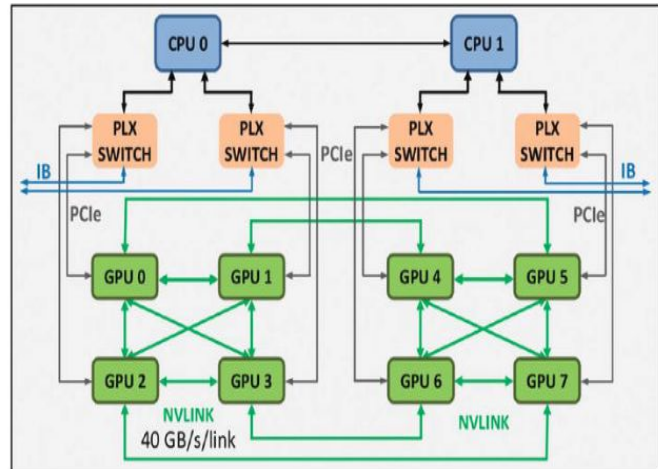 CPU 0
CPU 1
PLX
SWITCH
PLX
SWITCH
PLX
SWITCH
PLX
SWITCH
IB
PCIe
PCIe
IB
PCIe
GPU 0
GPU 1
GPU 4
GPU 5
GPU 2
GPU 3
GPU 6
GPU 7
NVLINK
40 GB/s/link
NVLINK